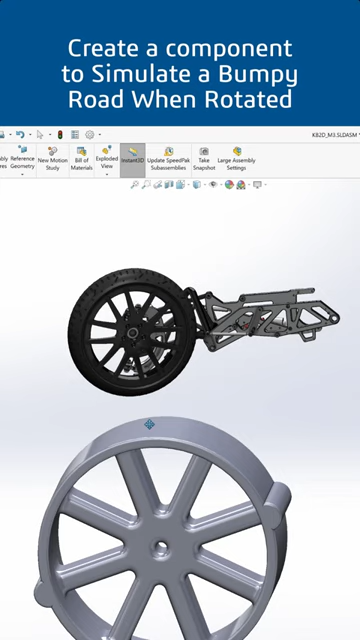 Create a component
to Simulate a Bumpy
Road When Rotated
KB2D_M3.SLDASM
Reference
Geometry
New Motion
Study
Bill of
Materials
Exploded
View
Instant3D
Update SpeedPak
Subassemblies
Take
Snapshot
Large Assembly
Settings